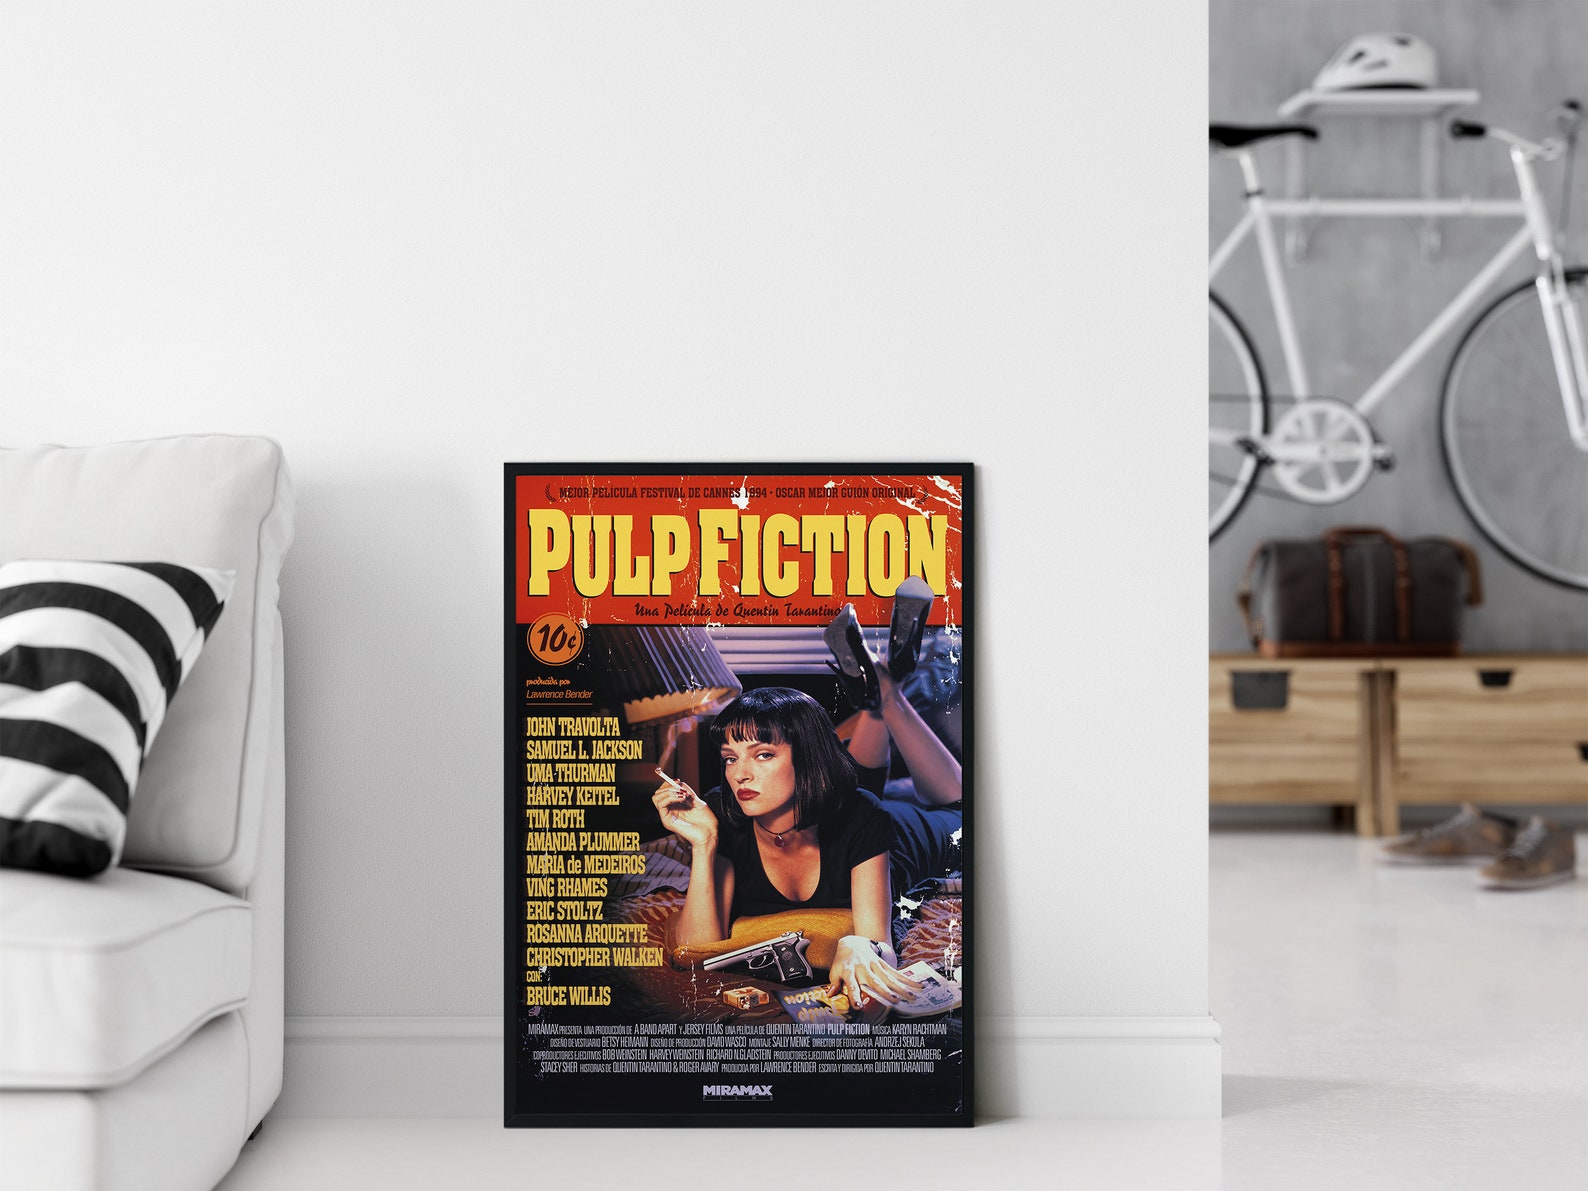 MEJOR PELÍCULA FESTIVAL DE CANNES 1994 - OSCAR MEJOR GUIÓN ORIGINAL
PULP FICTION
Una Película de Quentin Tarantino
10¢
producida por
Lawrence Bender
JOHN TRAVOLTA
SAMUEL L. JACKSON
UMA THURMAN
HARVEY KEITEL
TIM ROTH
AMANDA PLUMMER
MARIA de MEDEIROS
VING RHAMES
ERIC STOLTZ
ROSANNA ARQUETTE
CHRISTOPHER WALKEN
CON:
BRUCE WILLIS
Pulp
Fiction
MIRAMAX PRESENTA UNA PRODUCCIÓN DE A BAND APART Y JERSEY FILMS UNA PELÍCULA DE QUENTIN TARANTINO PULP FICTION MÚSICA KARYN RACHTMAN
DISEÑO DE VESTUARIO BETSY HEIMANN DISEÑO DE PRODUCCIÓN DAVID WASCO MONTAJE SALLY MENKE DIRECTOR DE FOTOGRAFÍA ANDRZEJ SEKULA
COPRODUCTORES EJECUTIVOS BOB WEINSTEIN HARVEY WEINSTEIN RICHARD N. GLADSTEIN PRODUCTORES EJECUTIVOS DANNY DEVITO MICHAEL SHAMBERG
STACEY SHER HISTORIAS DE QUENTIN TARANTINO & ROGER AVARY PRODUCIDA POR LAWRENCE BENDER ESCRITA Y DIRIGIDA POR QUENTIN TARANTINO
MIRAMAX
FILMS